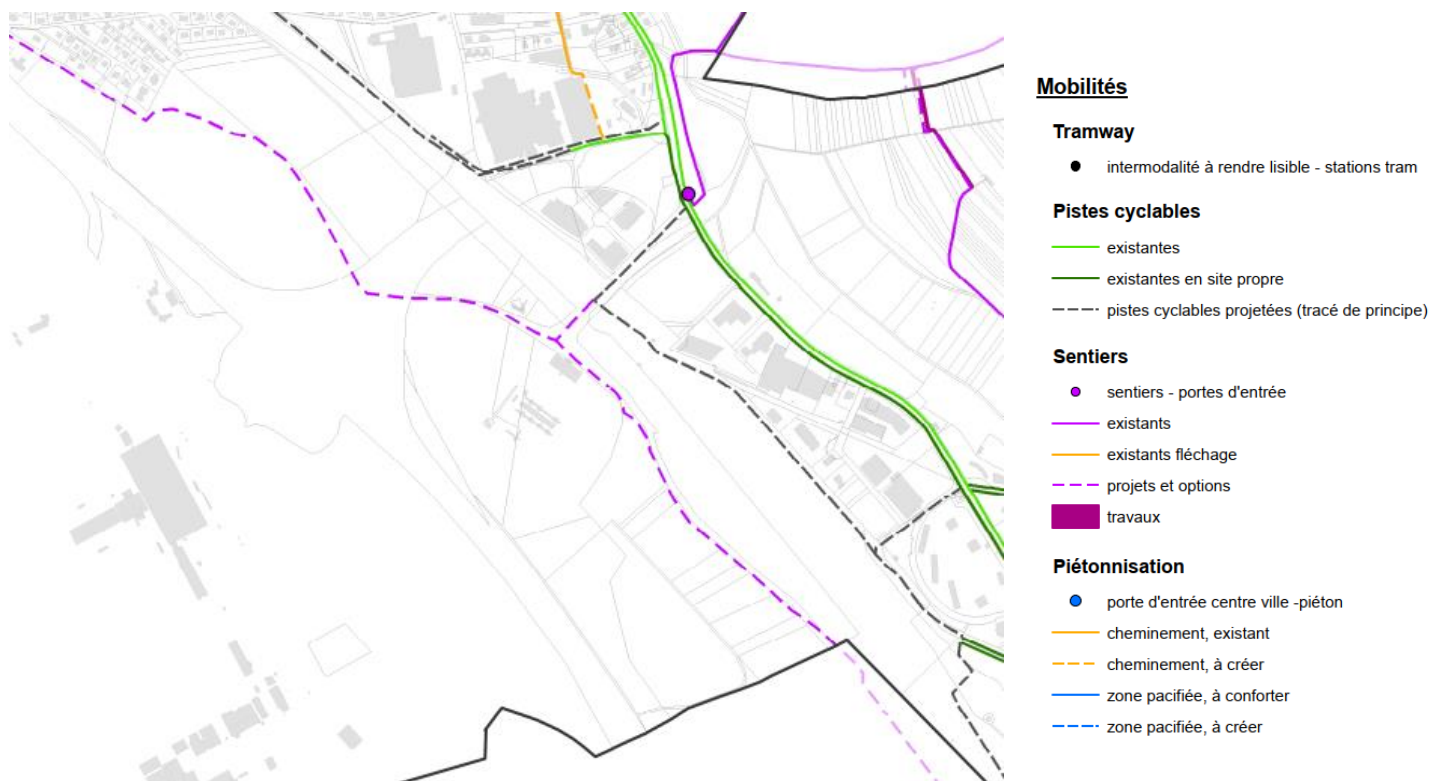 Mobilités
Tramway
intermodalité à rendre lisible - stations tram
Pistes cyclables
existantes
existantes en site propre
pistes cyclables projetées (tracé de principe)
Sentiers
sentiers - portes d'entrée
existants
existants fléchage
projets et options
travaux
Piétonnisation
porte d'entrée centre ville -piéton
cheminement, existant
cheminement, à créer
zone pacifiée, à conforter
zone pacifiée, à créer